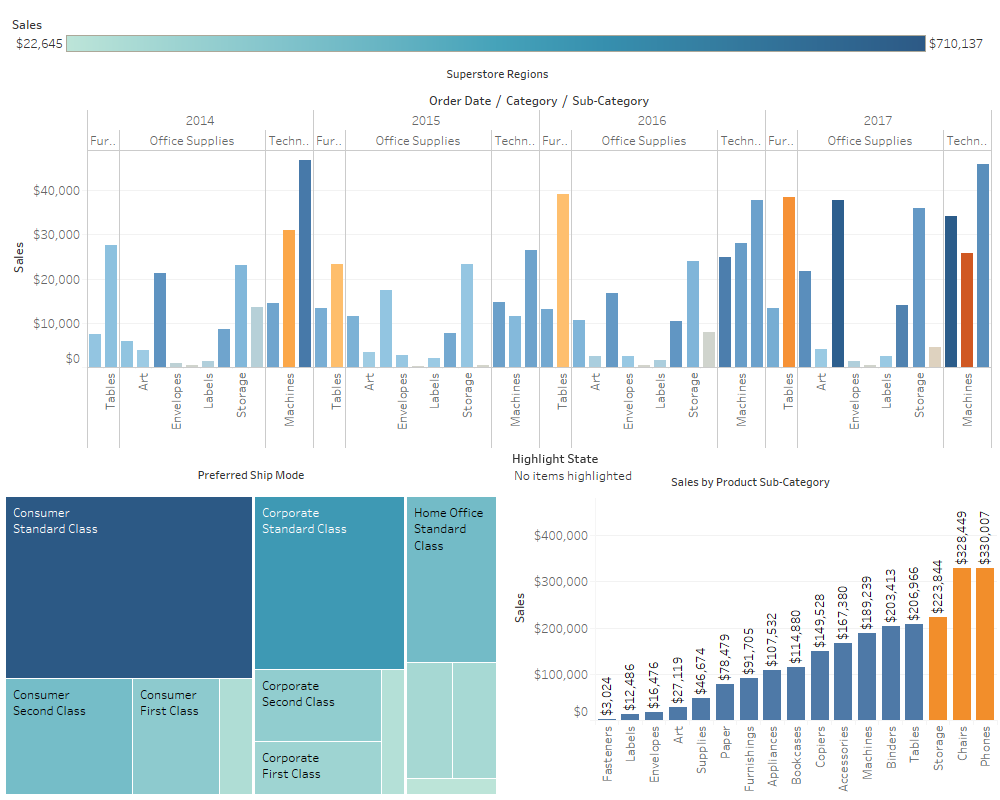 Sales
$22,645 $710,137
Superstore Regions
Order Date / Category / Sub-Category
2014 2015 2016 2017
Fur.. Office Supplies Techn.. Fur.. Office Supplies Techn.. Fur.. Office Supplies Techn.. Fur.. Office Supplies Techn..
Sales
$40,000
$30,000
$20,000
$10,000
$0
Tables Art Envelopes Labels Storage Machines Tables Art Envelopes Labels Storage Machines Tables Art Envelopes Labels Storage Machines Tables Art Envelopes Labels Storage Machines
Preferred Ship Mode
Consumer
Standard Class
Corporate
Standard Class
Home Office
Standard
Class
Consumer
Second Class
Consumer
First Class
Corporate
Second Class
Corporate
First Class
Highlight State
No items highlighted
Sales by Product Sub-Category
Sales
$400,000
$300,000
$200,000
$100,000
$0
$3,024 $12,486 $16,476 $27,119 $46,674 $78,479 $91,705 $107,532 $114,880 $149,528 $167,380 $189,239 $203,413 $206,966 $223,844 $328,449 $330,007
Fasteners Labels Envelopes Art Supplies Paper Furnishings Appliances Bookcases Copiers Accessories Machines Binders Tables Storage Chairs Phones